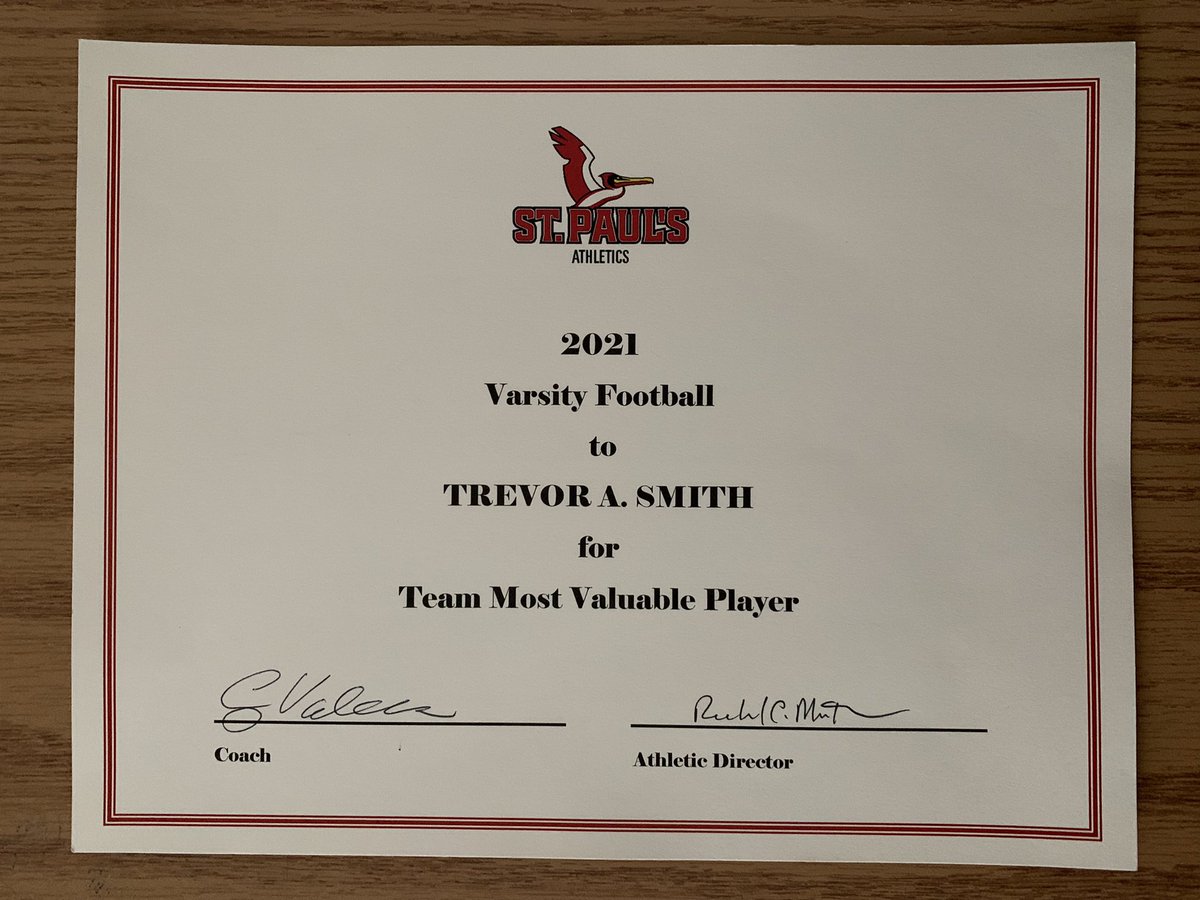 ST. PAUL'S
ATHLETICS
2021
Varsity Football
to
TREVOR A. SMITH
for
Team Most Valuable Player
Coach
Athletic Director